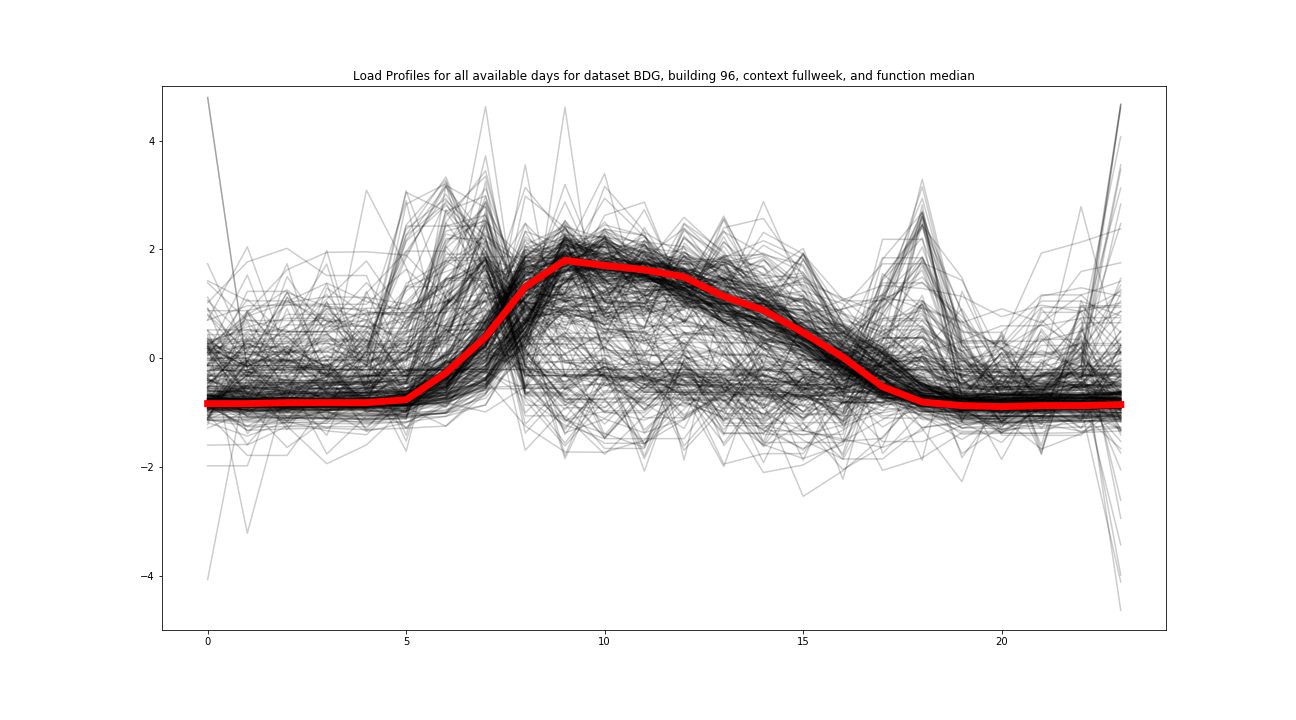 Load Profiles for all available days for dataset BDG, building 96, context fullweek, and function median
4
2
0
−2
−4
0 5 10 15 20